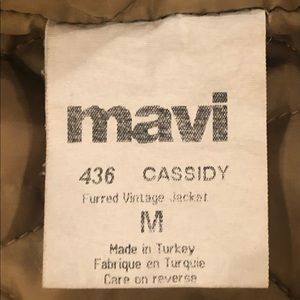 mavi
436 CASSIDY
Furred Vintage Jacket
M
Made in Turkey
Fabrique en Turquie
Care on reverse